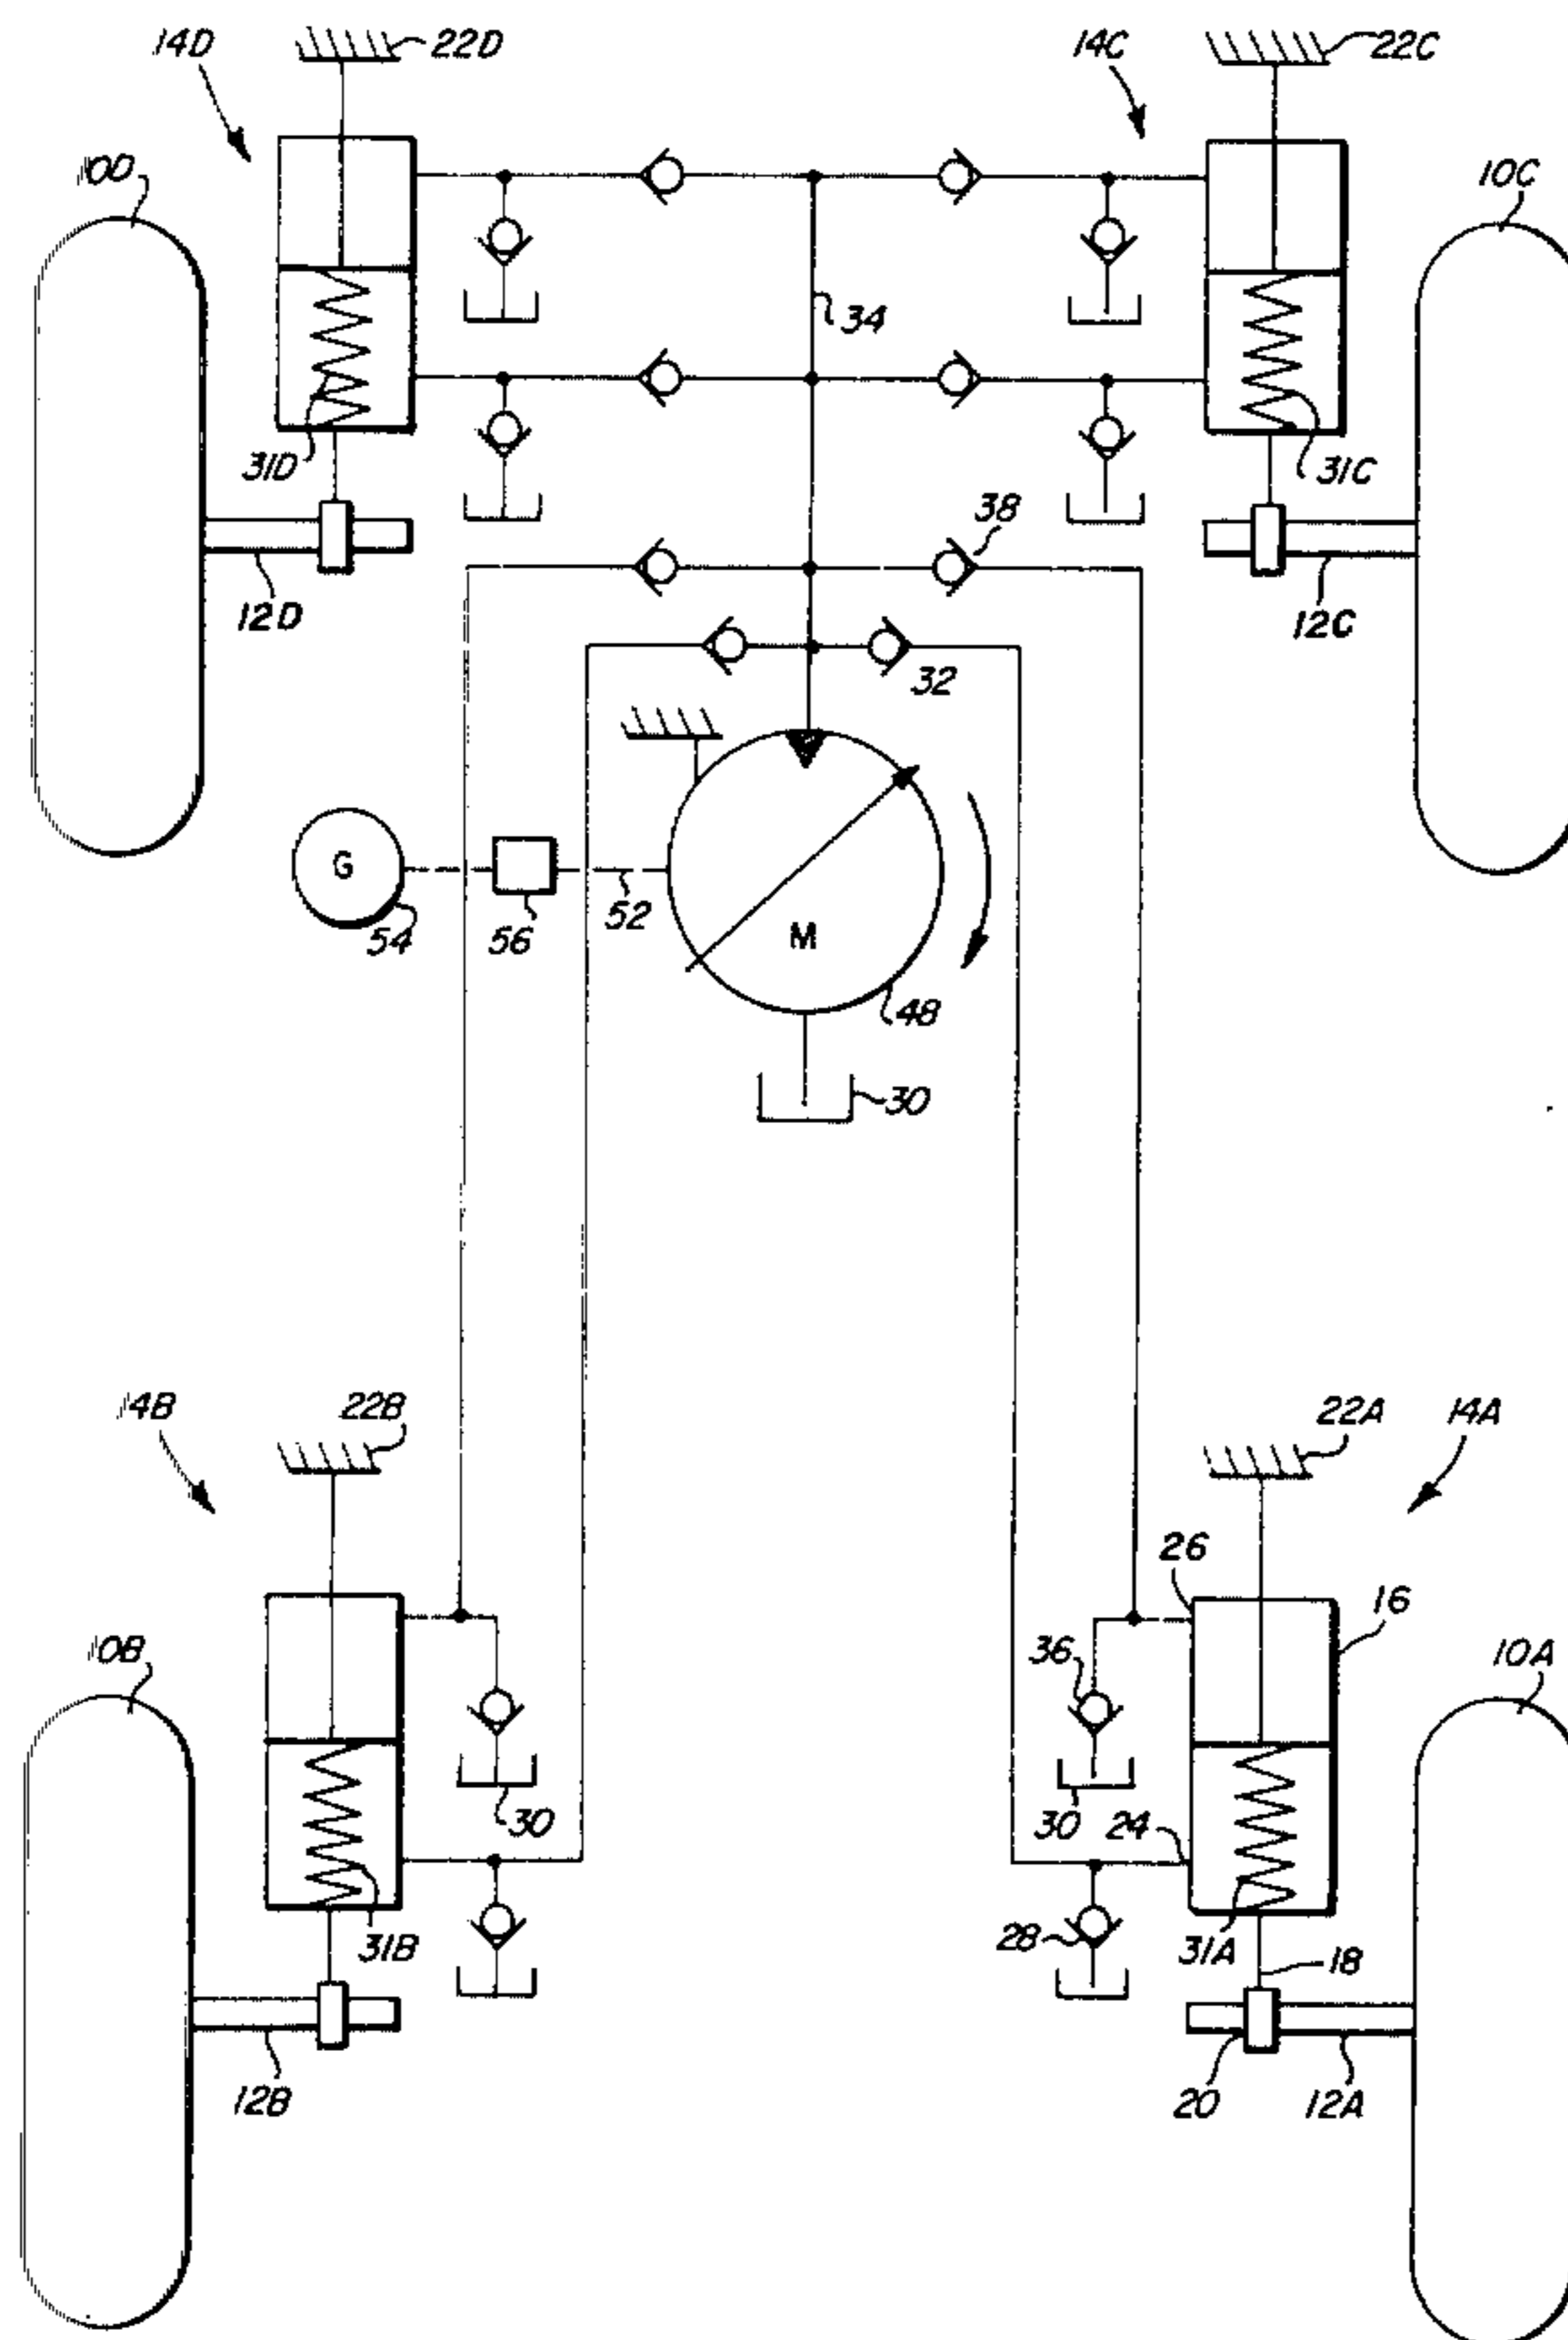 14D 22D 14C 22C
10D 10C
34
31D 31C
38
12D 12C
32
G
M
54 56 52
48
30
14B 22B 22A 14A
26
16
10B 36 10A
30 30 24
31B 28 31A 18
12B 20 12A